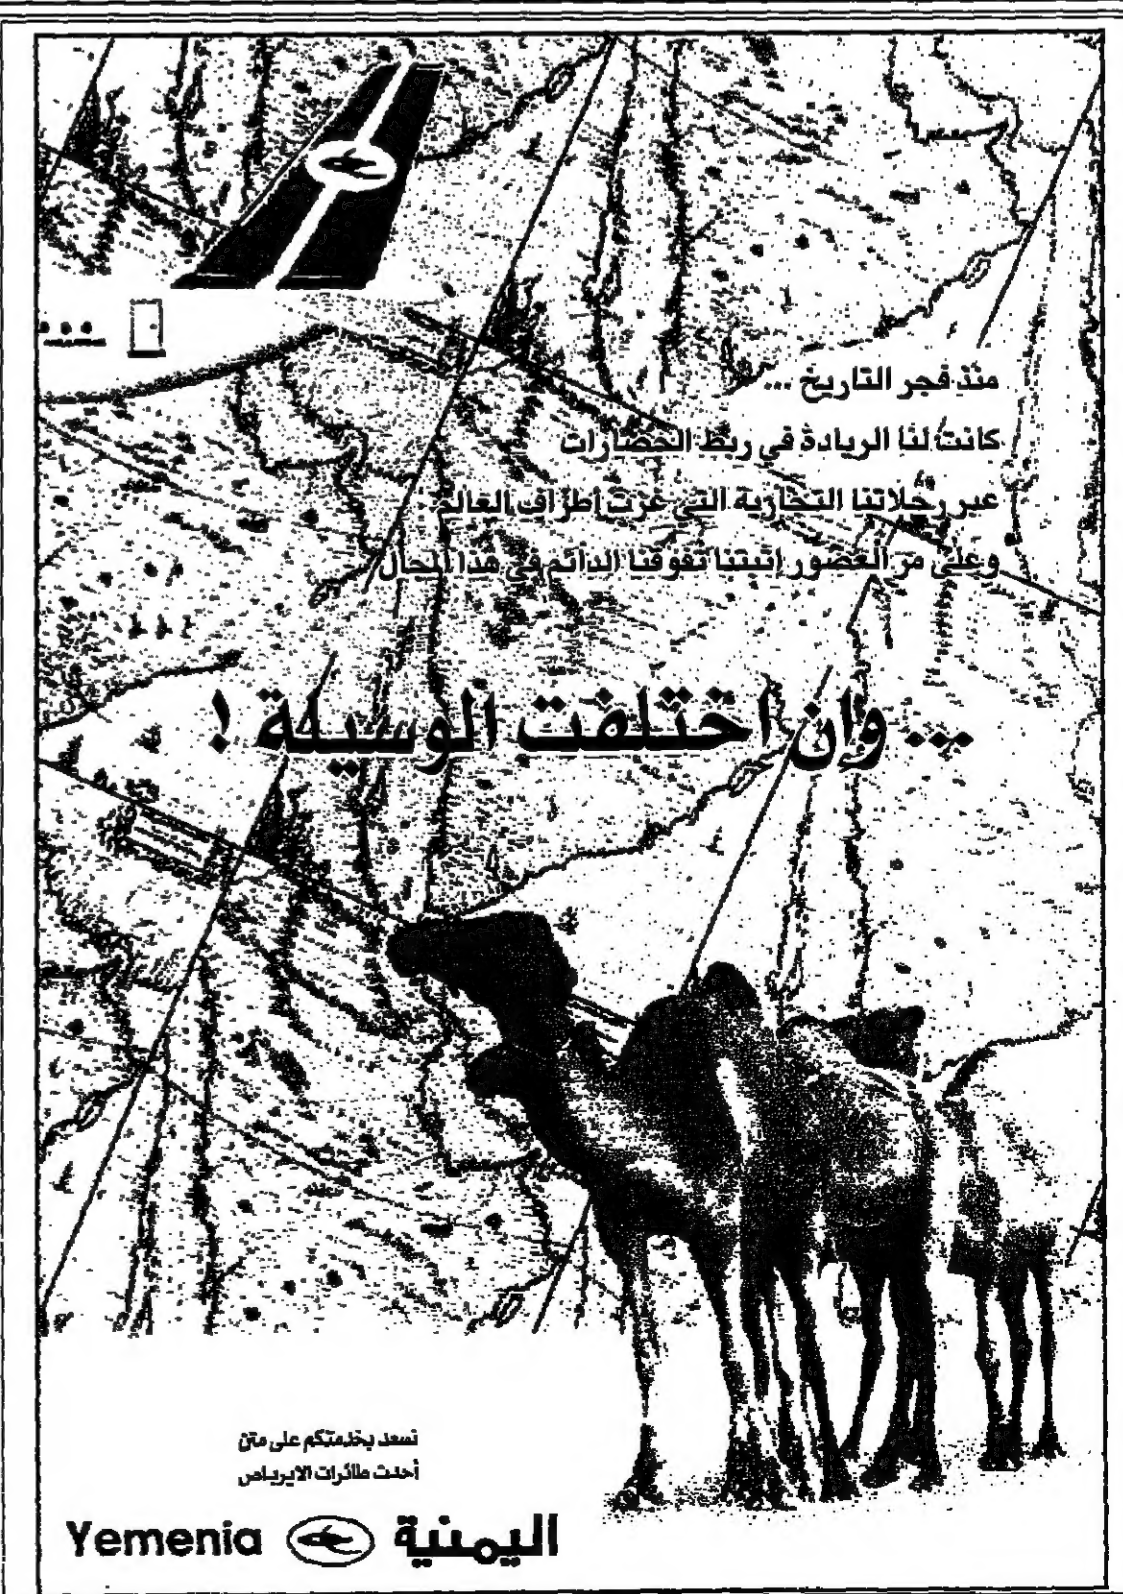 منذ فجر التاريخ ...
كانت لنا الريادة في ربط الحضارات
عبر رحلاتنا التجارية التي غزت أطراف العالم
وعلى مر العصور اثبتنا تفوقنا الدائم في هذا المجال
... وإن اختلفت الوسيلة !
نسعد بخدمتكم على متن
أحدث طائرات الايرباص
Yemenia اليمنية